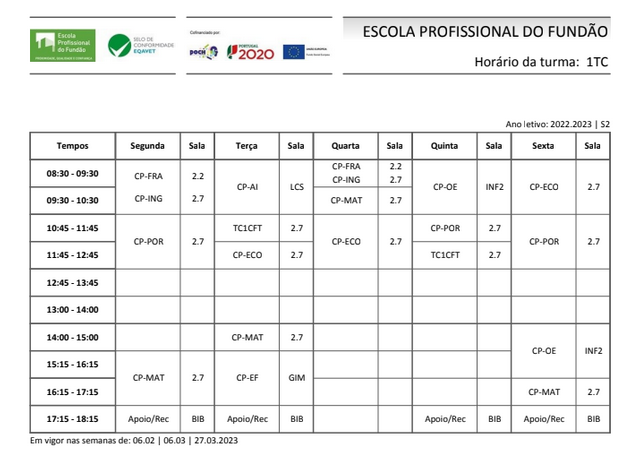 Escola
Profissional
do Fundão
SELO DE
CONFORMIDADE
EQAVET
Cofinanciado por:
poch
PORTUGAL
2020
UNIÃO EUROPEIA
Fundo Social Europeu
ESCOLA PROFISSIONAL DO FUNDÃO
Horário da turma: 1TC
Ano letivo: 2022.2023 | S2
Tempos Segunda Sala Terça Sala Quarta Sala Quinta Sala Sexta Sala
08:30 - 09:30 CP-FRA 2.2 CP-AI LCS CP-FRA 2.2 CP-OE INF2 CP-ECO 2.7
CP-ING 2.7
09:30 - 10:30 CP-ING 2.7 CP-MAT 2.7
10:45 - 11:45 CP-POR 2.7 TC1CFT 2.7 CP-ECO 2.7 CP-POR 2.7 CP-POR 2.7
11:45 - 12:45 CP-ECO 2.7 TC1CFT 2.7
12:45 - 13:45
13:00 - 14:00
14:00 - 15:00 CP-MAT 2.7 CP-OE INF2
15:15 - 16:15 CP-MAT 2.7 CP-EF GIM
16:15 - 17:15 CP-MAT 2.7
17:15 - 18:15 Apoio/Rec BIB Apoio/Rec BIB Apoio/Rec BIB Apoio/Rec BIB
Em vigor nas semanas de: 06.02 | 06.03 | 27.03.2023